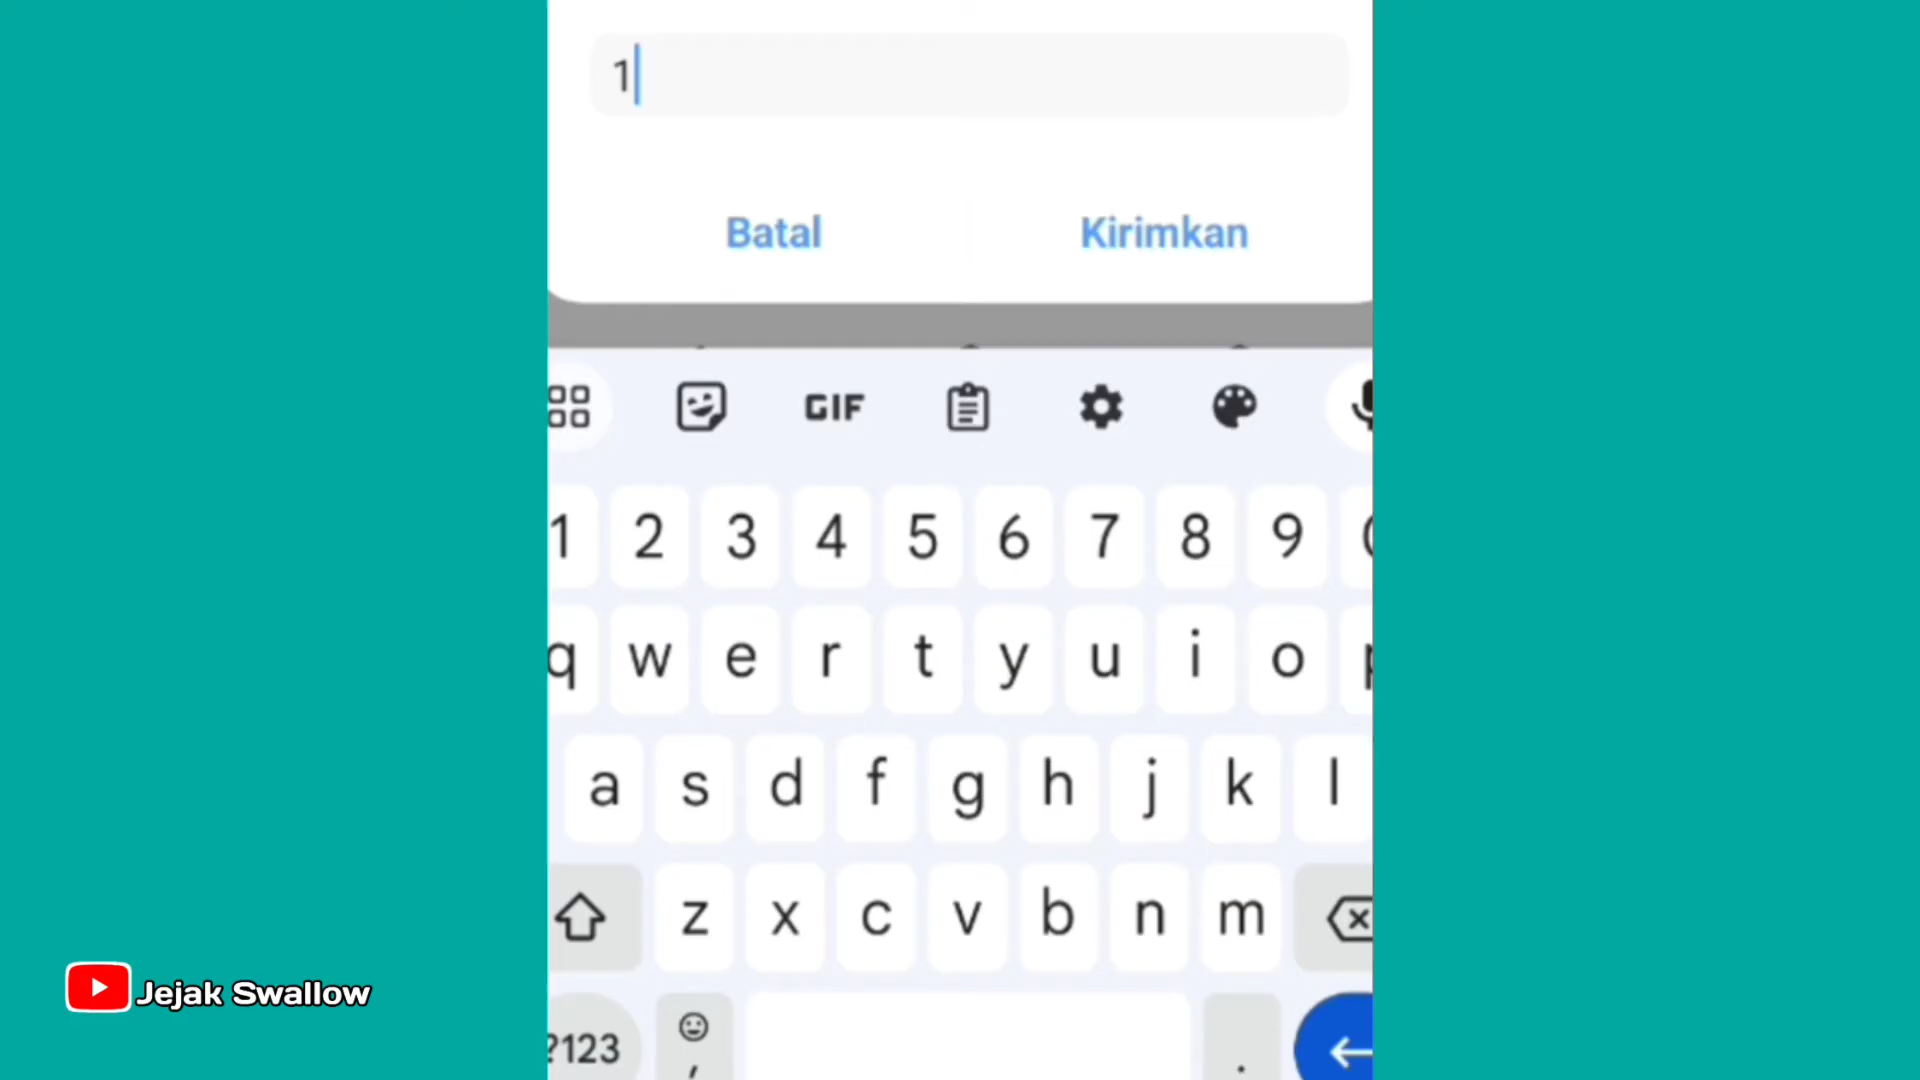 1
Batal Kirimkan
GIF
1 2 3 4 5 6 7 8 9
q w e r t y u i o p
a s d f g h j k l
z x c v b n m
?123 , .
Jejak Swallow